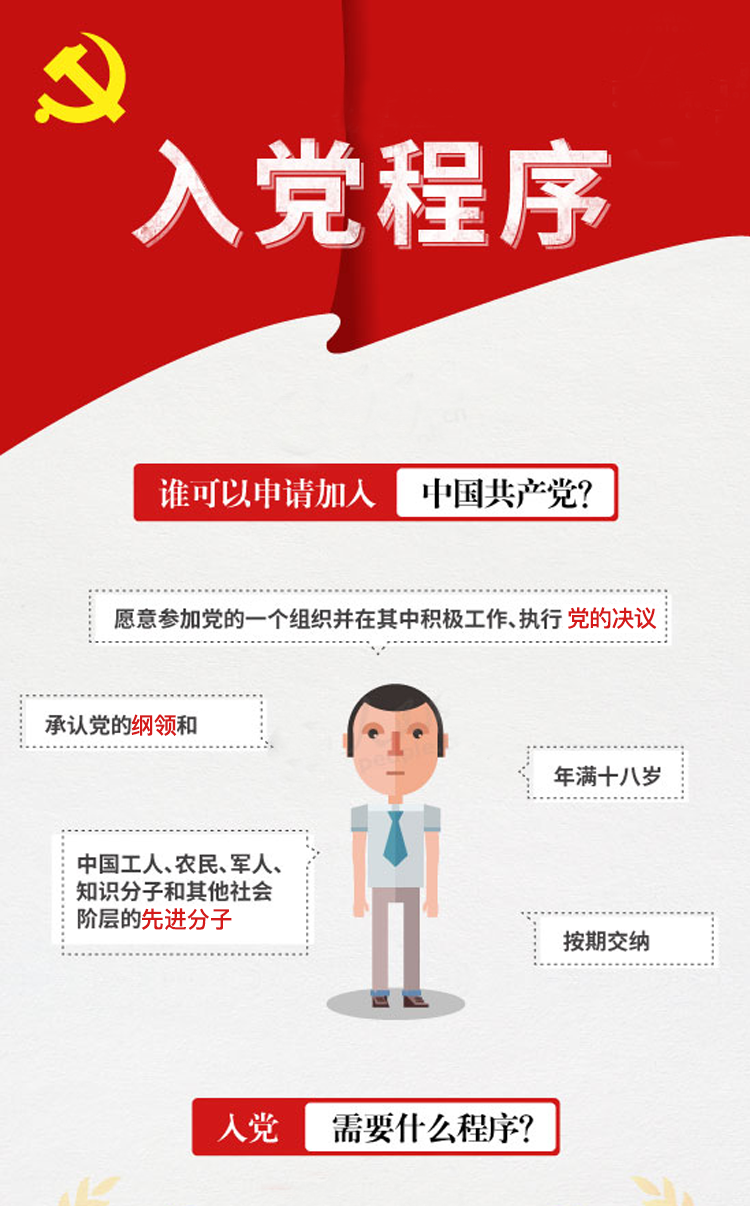 入党程序
谁可以申请加入 中国共产党?
愿意参加党的一个组织并在其中积极工作、执行 党的决议
承认党的纲领和
年满十八岁
中国工人、农民、军人、
知识分子和其他社会
阶层的先进分子
按期交纳
入党 需要什么程序?